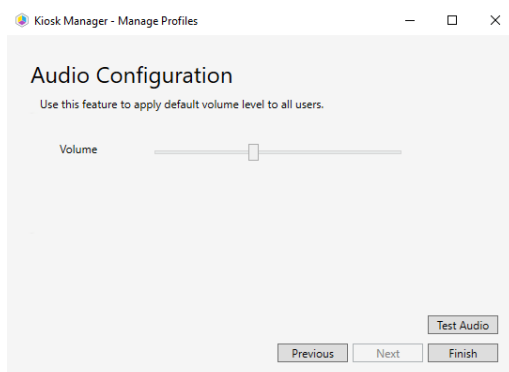 Kiosk Manager - Manage Profiles
Audio Configuration
Use this feature to apply default volume level to all users.
Volume
Test Audio
Previous Next Finish